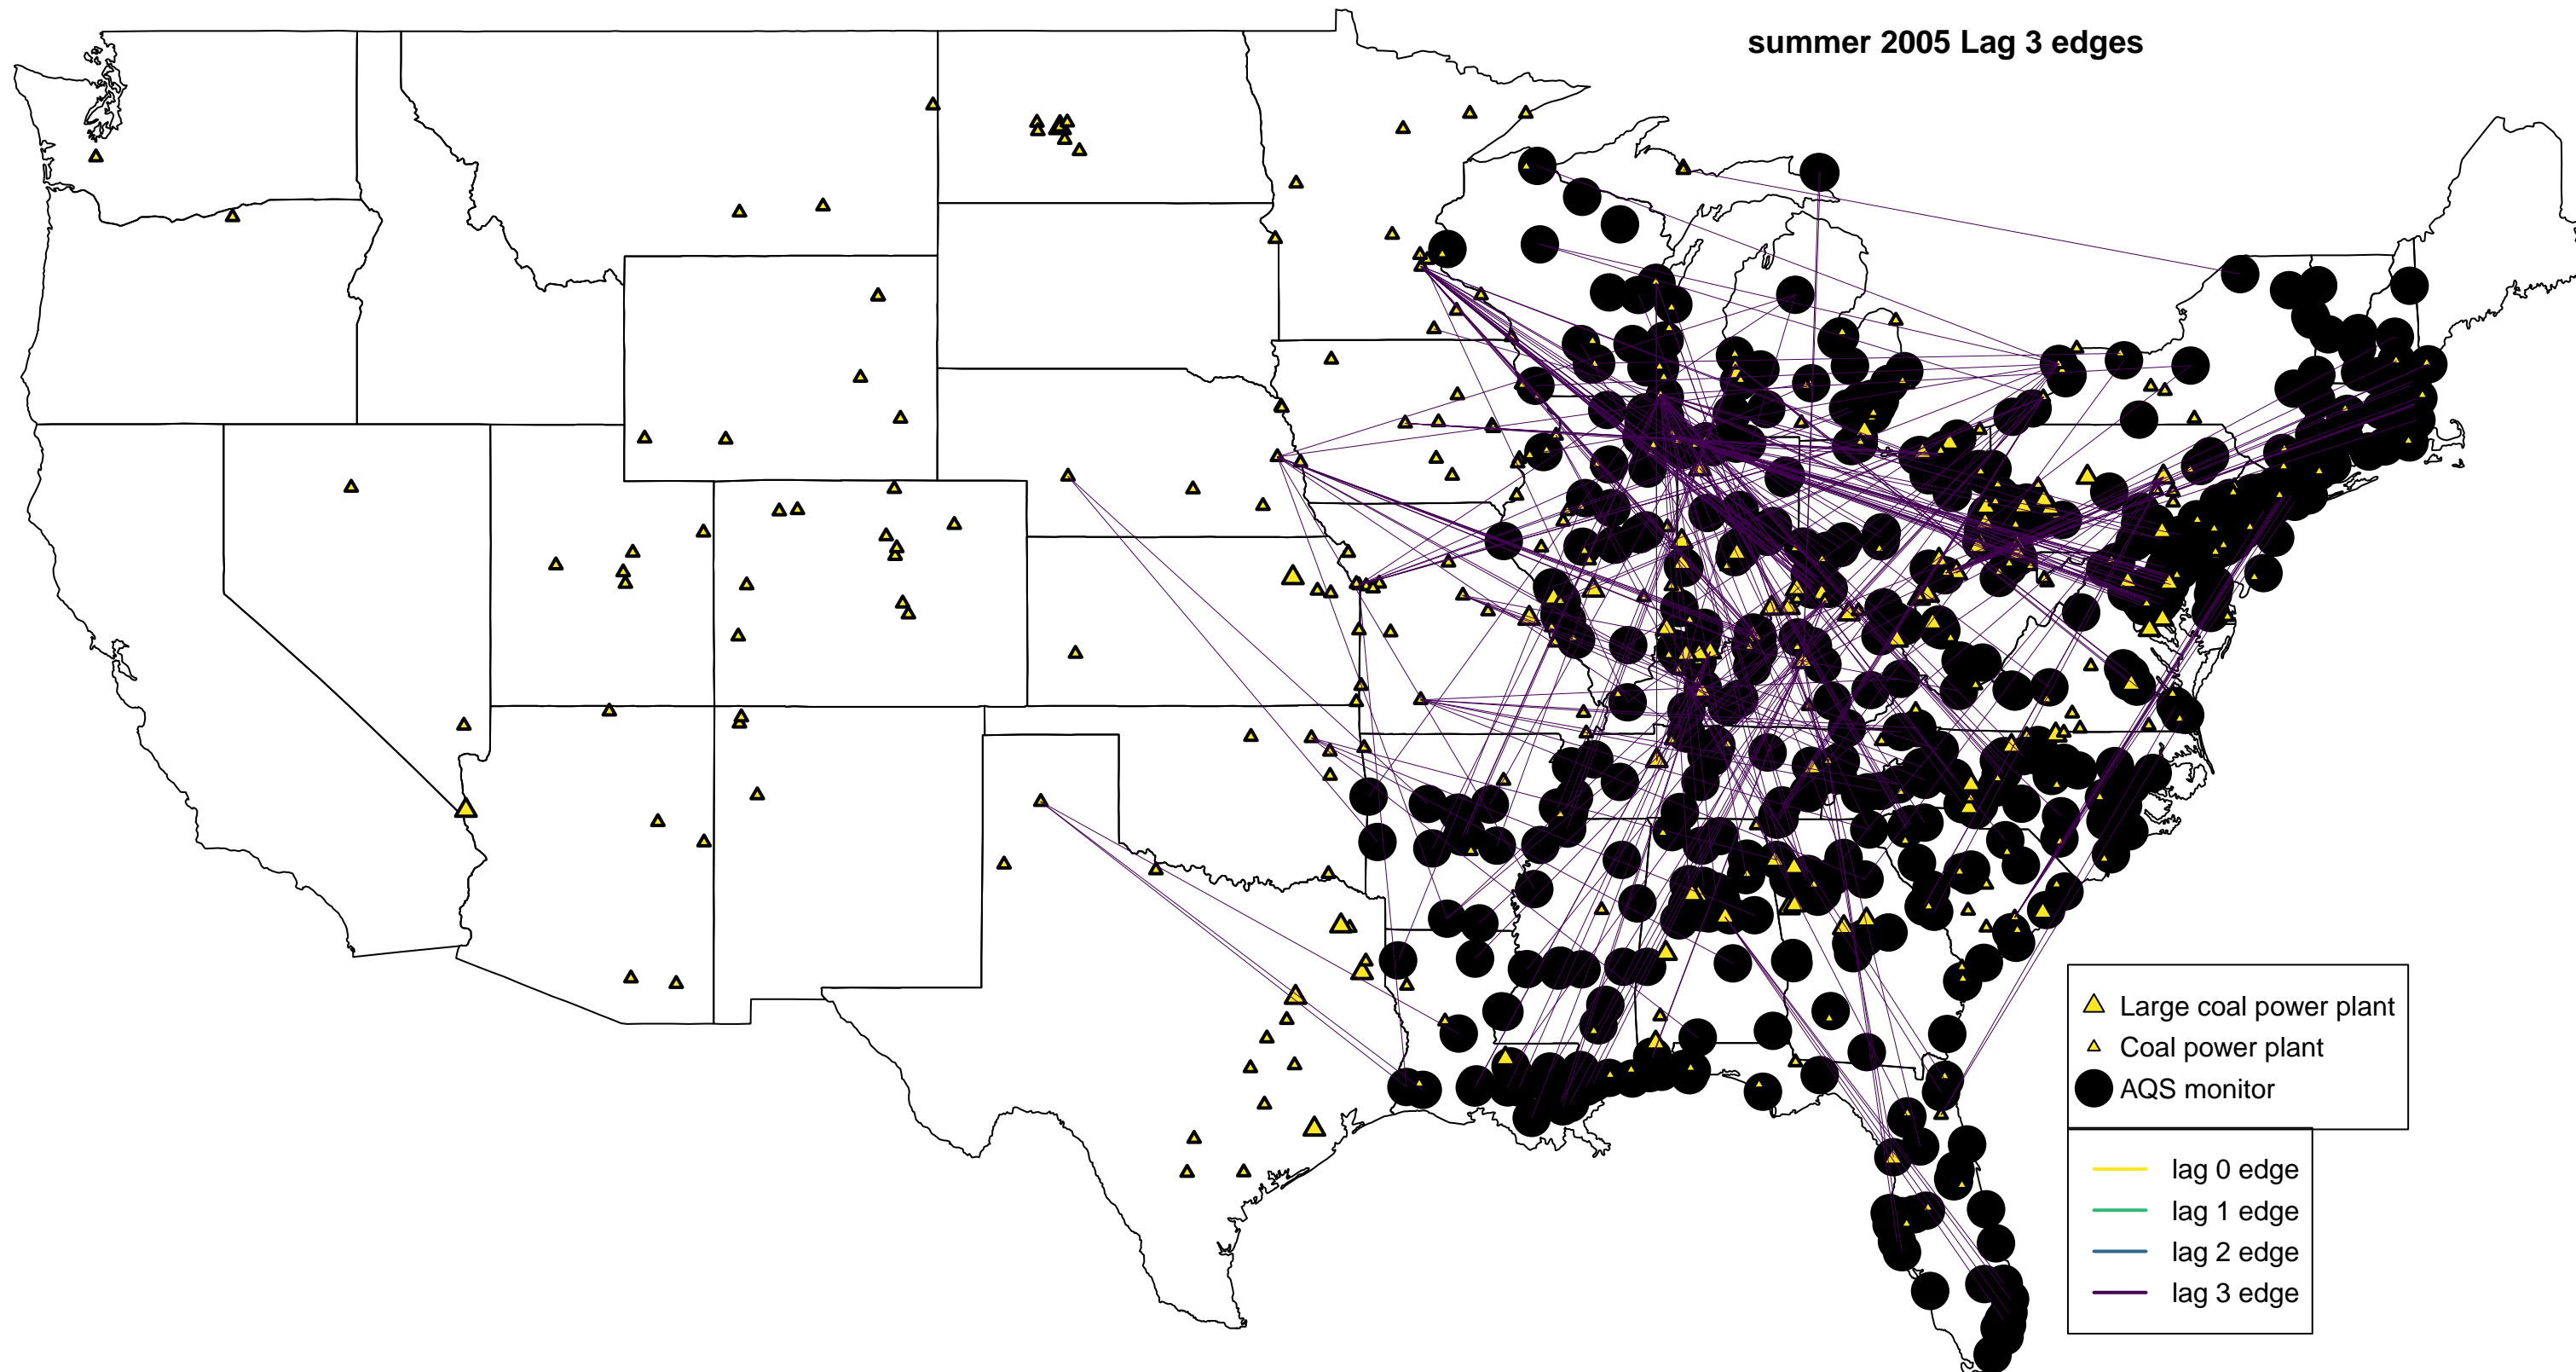 summer 2005 Lag 3 edges
Large coal power plant
Coal power plant
AQS monitor
lag 0 edge
lag 1 edge
lag 2 edge
lag 3 edge